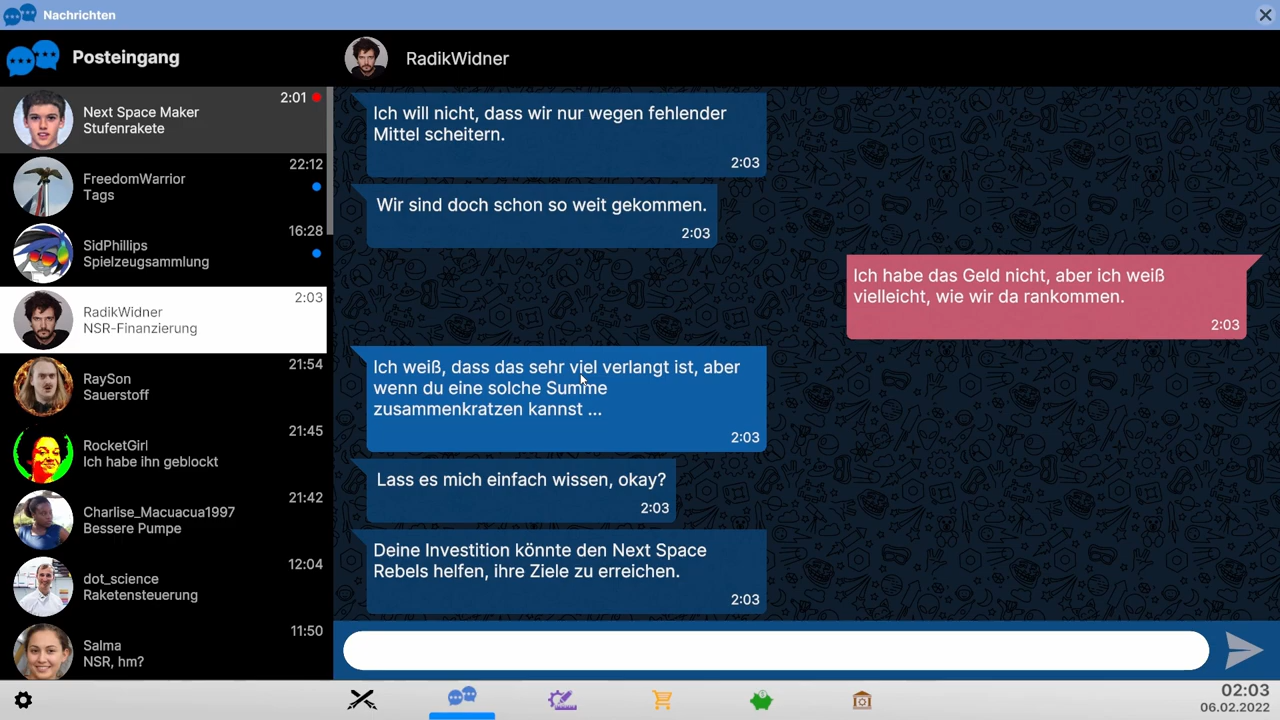 Nachrichten
Posteingang
RadikWidner
2:01
Next Space Maker
Stufenrakete
22:12
FreedomWarrior
Tags
16:28
SidPhillips
Spielzeugsammlung
2:03
RadikWidner
NSR-Finanzierung
21:54
RaySon
Sauerstoff
21:45
RocketGirl
Ich habe ihn geblockt
21:42
Charlise_Macuacua1997
Bessere Pumpe
12:04
dot_science
Raketensteuerung
11:50
Salma
NSR, hm?
Ich will nicht, dass wir nur wegen fehlender
Mittel scheitern.
2:03
Wir sind doch schon so weit gekommen.
2:03
Ich habe das Geld nicht, aber ich weiß
vielleicht, wie wir da rankommen.
2:03
Ich weiß, dass das sehr viel verlangt ist, aber
wenn du eine solche Summe
zusammenkratzen kannst ...
2:03
Lass es mich einfach wissen, okay?
2:03
Deine Investition könnte den Next Space
Rebels helfen, ihre Ziele zu erreichen.
2:03
02:03
06.02.2022